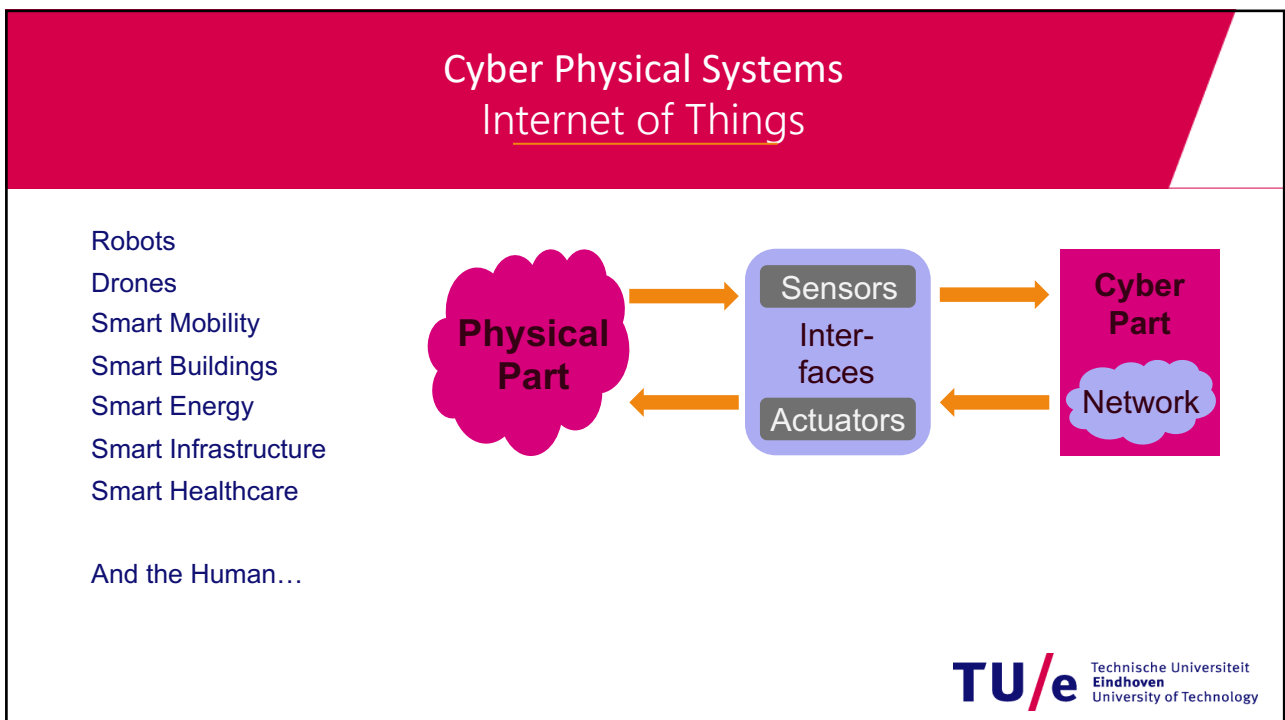 Cyber Physical Systems
Internet of Things
Robots
Drones
Smart Mobility
Smart Buildings
Smart Energy
Smart Infrastructure
Smart Healthcare
And the Human…
Physical
Part
Sensors
Inter-
faces
Actuators
Cyber
Part
Network
TU/e
Technische Universiteit
Eindhoven
University of Technology